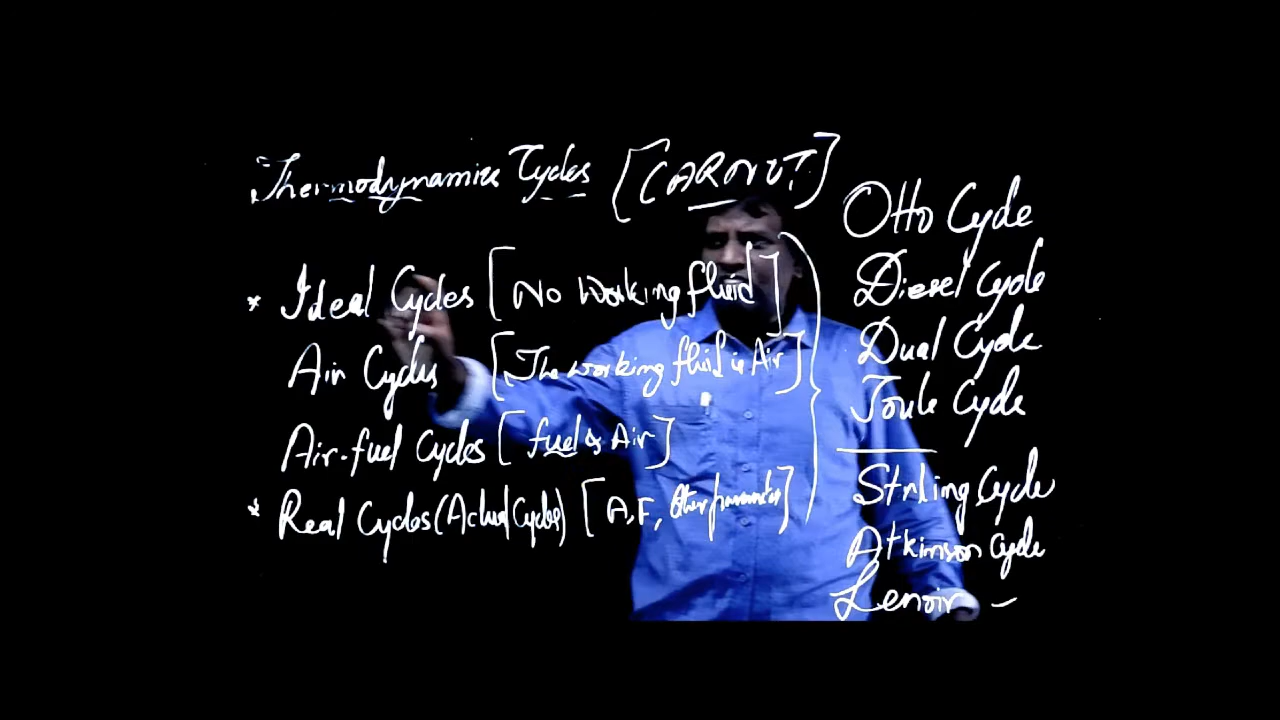 Thermodynamics Cycles [CARNOT]
* Ideal Cycles [No working fluid]
Air Cycles [The working fluid is Air]
Air-fuel Cycles [fuel & Air]
* Real Cycles (Actual Cycles) [A, F, Other parameters]
Otto Cycle
Diesel Cycle
Dual Cycle
Joule Cycle
Strling Cycle
Atkinson Cycle
Lenoir -